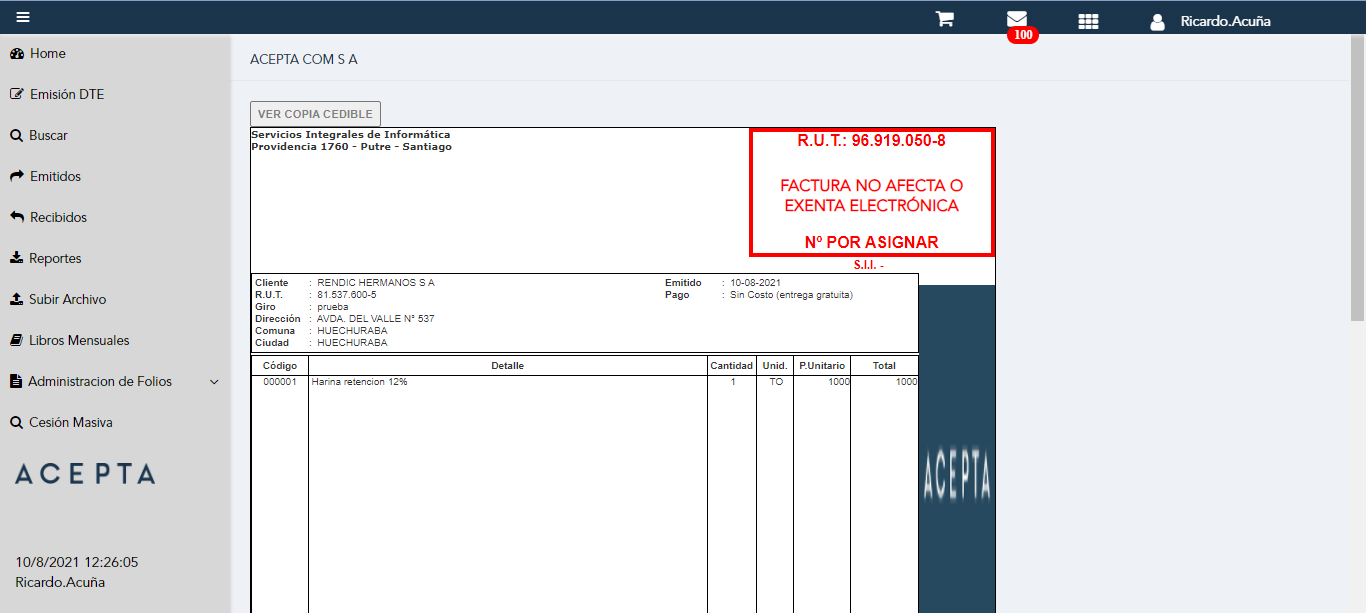 Ricardo.Acuña
100
Home
Emisión DTE
Buscar
Emitidos
Recibidos
Reportes
Subir Archivo
Libros Mensuales
Administracion de Folios
Cesión Masiva
ACEPTA
10/8/2021 12:26:05
Ricardo.Acuña
ACEPTA COM S A
VER COPIA CEDIBLE
Servicios Integrales de Informática
Providencia 1760 - Putre - Santiago
R.U.T.: 96.919.050-8
FACTURA NO AFECTA O
EXENTA ELECTRÓNICA
Nº POR ASIGNAR
S.I.I. -
Cliente : RENDIC HERMANOS S A Emitido : 10-08-2021
R.U.T. : 81.537.600-5 Pago : Sin Costo (entrega gratuita)
Giro : prueba
Dirección : AVDA. DEL VALLE N° 537
Comuna : HUECHURABA
Ciudad : HUECHURABA
Código Detalle Cantidad Unid. P.Unitario Total
000001 Harina retencion 12% 1 TO 1000 1000
ACEPTA